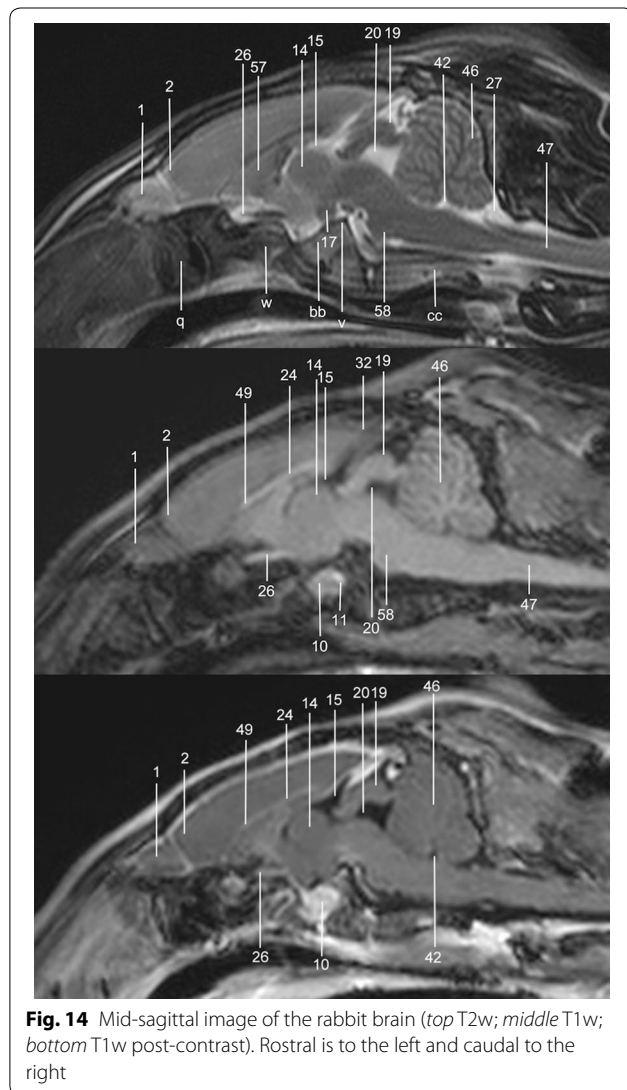 20 19
26 14 15 42 46 27
2 57
1 47
17
q w bb v 58 cc
14 19
24 15 32 46
49
2
1
26 11 58 47
10 20
46
14 15 20 19
24
49
2
1
26 10 42
Fig. 14 Mid-sagittal image of the rabbit brain (top T2w; middle T1w;
bottom T1w post-contrast). Rostral is to the left and caudal to the
right